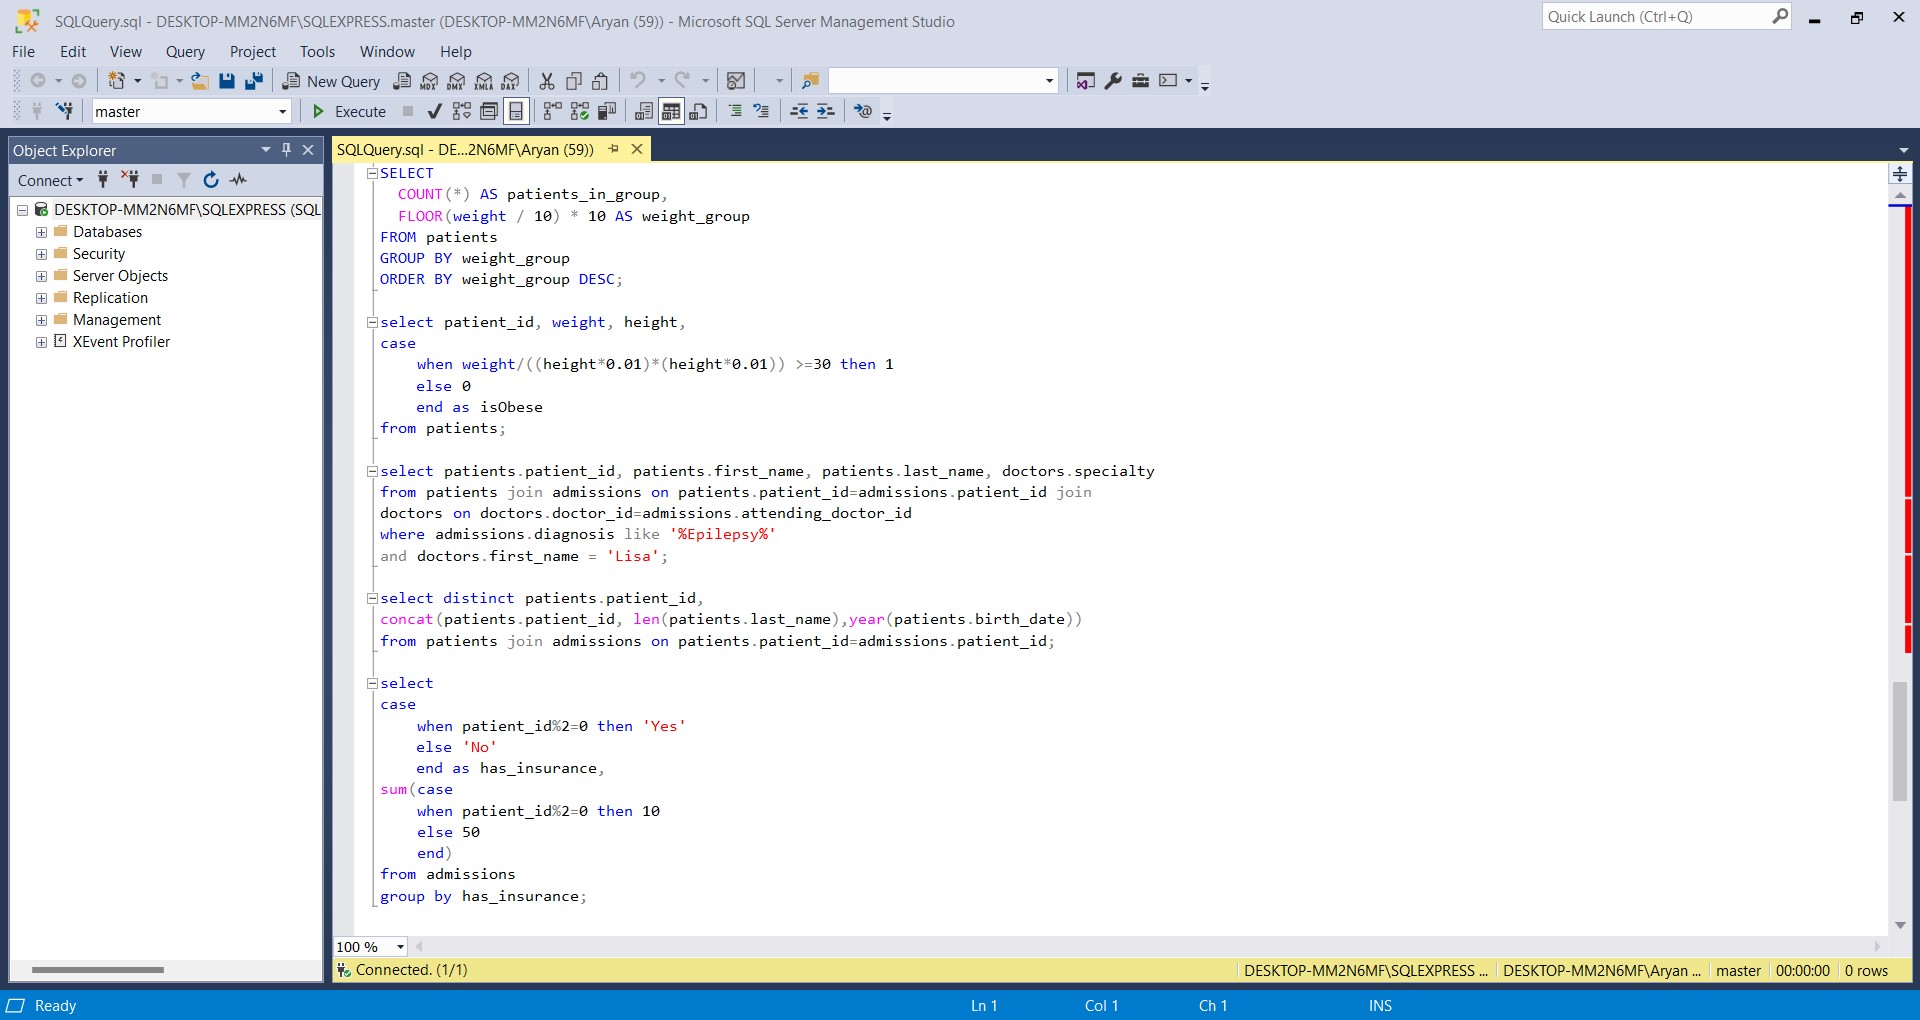 SQLQuery.sql - DESKTOP-MM2N6MF\SQLEXPRESS.master (DESKTOP-MM2N6MF\Aryan (59)) - Microsoft SQL Server Management Studio
Quick Launch (Ctrl+Q)
File Edit View Query Project Tools Window Help
New Query MDX DMX XMLA DAX
master Execute
Object Explorer
SQLQuery.sql - DE...2N6MF\Aryan (59))
Connect
DESKTOP-MM2N6MF\SQLEXPRESS (SQL
Databases
Security
Server Objects
Replication
Management
XEvent Profiler
SELECT
COUNT(*) AS patients_in_group,
FLOOR(weight / 10) * 10 AS weight_group
FROM patients
GROUP BY weight_group
ORDER BY weight_group DESC;
select patient_id, weight, height,
case
when weight/((height*0.01)*(height*0.01)) >=30 then 1
else 0
end as isObese
from patients;
select patients.patient_id, patients.first_name, patients.last_name, doctors.specialty
from patients join admissions on patients.patient_id=admissions.patient_id join
doctors on doctors.doctor_id=admissions.attending_doctor_id
where admissions.diagnosis like '%Epilepsy%'
and doctors.first_name = 'Lisa';
select distinct patients.patient_id,
concat(patients.patient_id, len(patients.last_name),year(patients.birth_date))
from patients join admissions on patients.patient_id=admissions.patient_id;
select
case
when patient_id%2=0 then 'Yes'
else 'No'
end as has_insurance,
sum(case
when patient_id%2=0 then 10
else 50
end)
from admissions
group by has_insurance;
100 %
Connected. (1/1)
DESKTOP-MM2N6MF\SQLEXPRESS ... DESKTOP-MM2N6MF\Aryan ... master 00:00:00 0 rows
Ready Ln 1 Col 1 Ch 1 INS